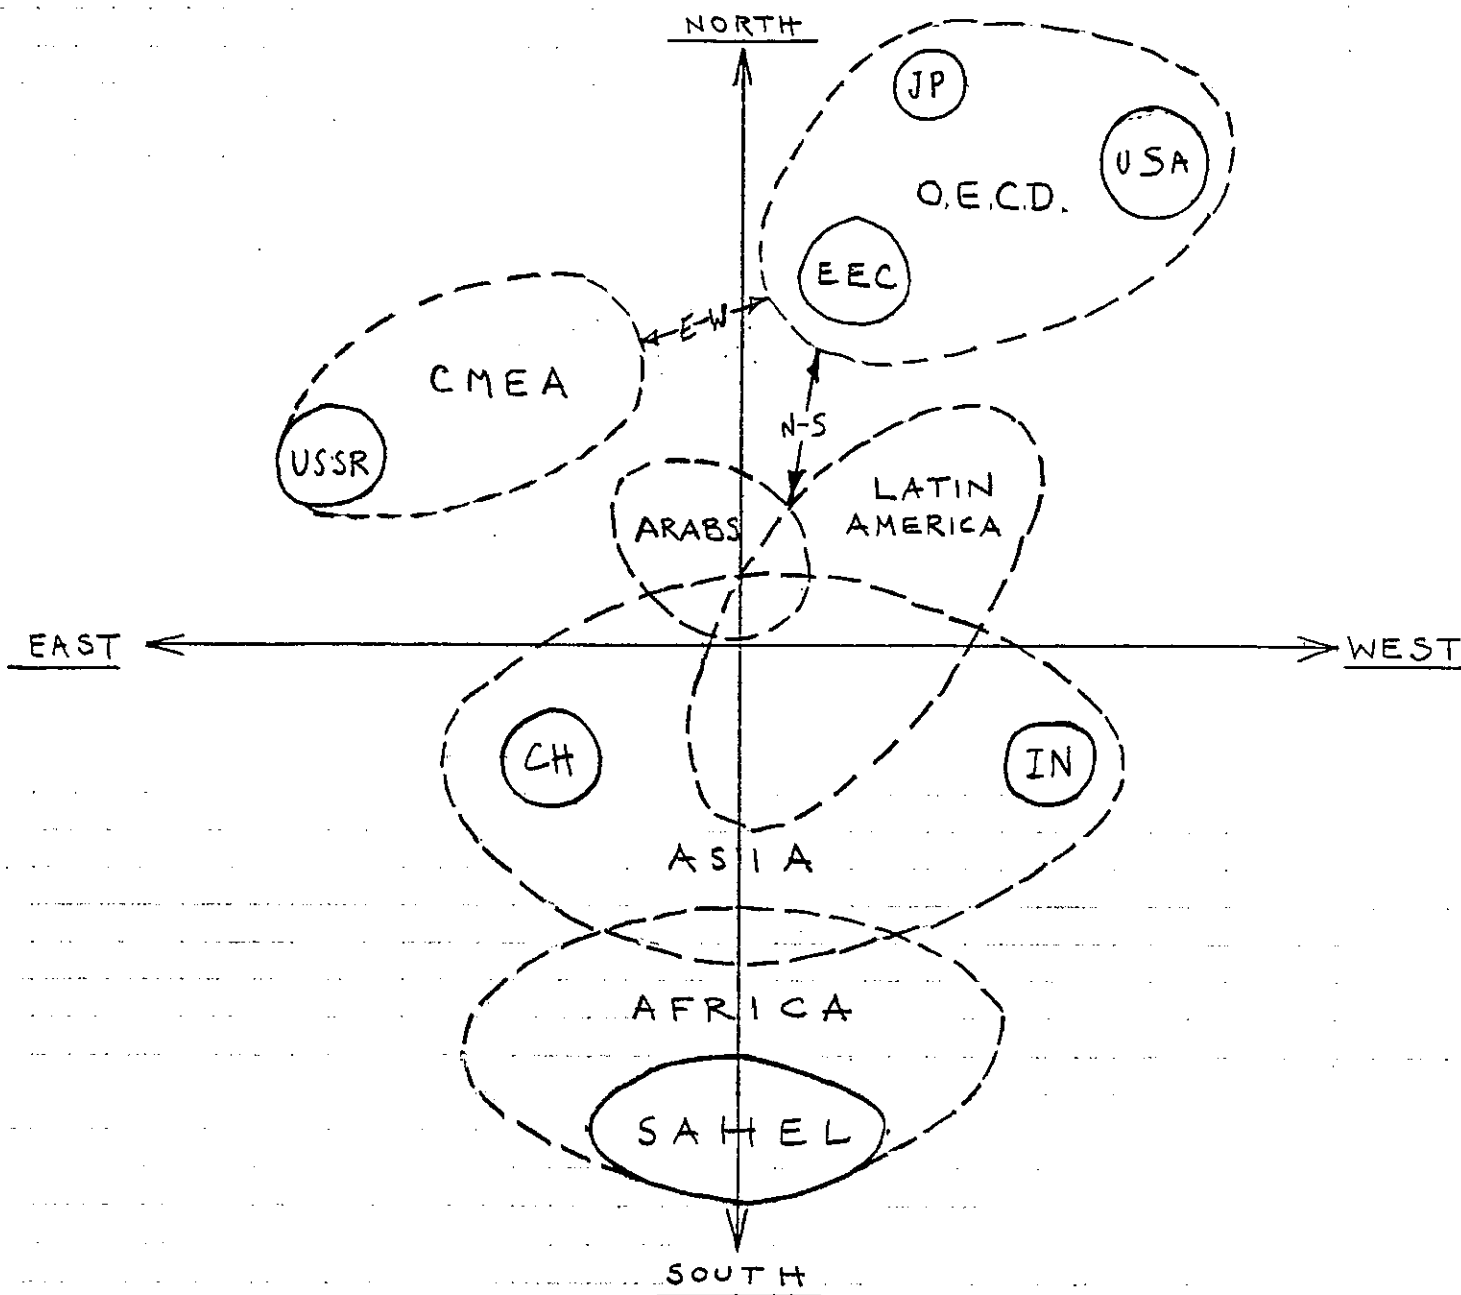 NORTH
JP
USA
O.E.C.D.
EEC
E-W
CMEA
N-S
USSR
LATIN
AMERICA
ARABS
EAST
WEST
CH
IN
ASIA
AFRICA
SAHEL
SOUTH